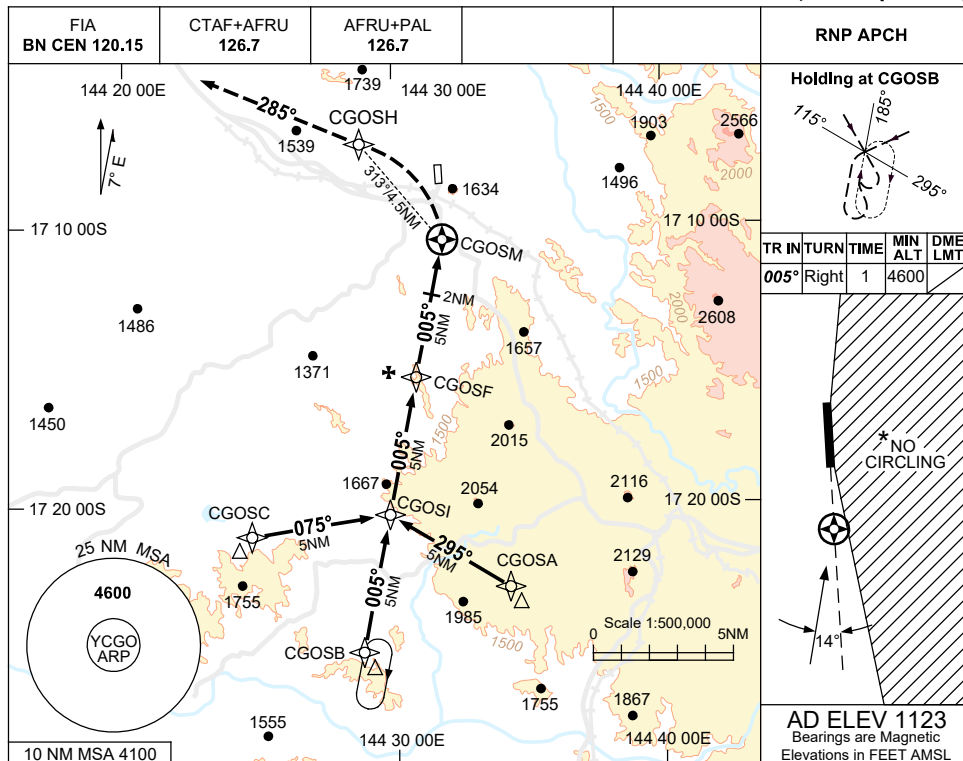 FIA
BN CEN 120.15
CTAF+AFRU
126.7
AFRU+PAL
126.7
RNP APCH
144 20 00E
1739
144 30 00E
144 40 00E
1500
1903
2566
2000
285°
CGOSH
1539
7° E
313°/4.5NM
1634
1496
17 10 00S
17 10 00S
CGOSM
2NM
005°
5NM
1486
1371
1657
2608
2000
1500
CGOSF
1450
1500
2015
005°
5NM
1667
2054
2116
17 20 00S
17 20 00S
CGOSC
CGOSI
075°
5NM
295°
5NM
CGOSA
2129
25 NM MSA
4600
YCGO
ARP
1755
005°
5NM
1985
1500
Scale 1:500,000
0
5NM
CGOSB
1755
1867
1555
144 30 00E
144 40 00E
10 NM MSA 4100
Holding at CGOSB
115°
185°
295°
TR IN
TURN
TIME
MIN
ALT
DME
LMT
005°
Right
1
4600
*NO
CIRCLING
14°
AD ELEV 1123
Bearings are Magnetic
Elevations in FEET AMSL